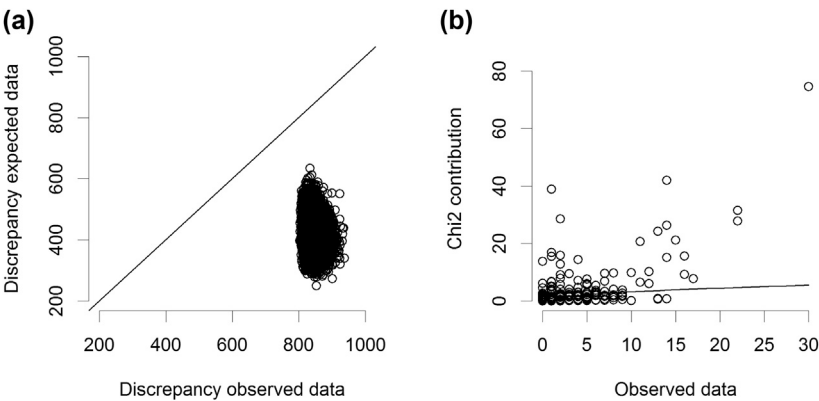 (a)
Discrepancy expected data
1000
800
600
400
200
200 400 600 800 1000
Discrepancy observed data
(b)
Chi2 contribution
80
60
40
20
0
0 5 10 15 20 25 30
Observed data